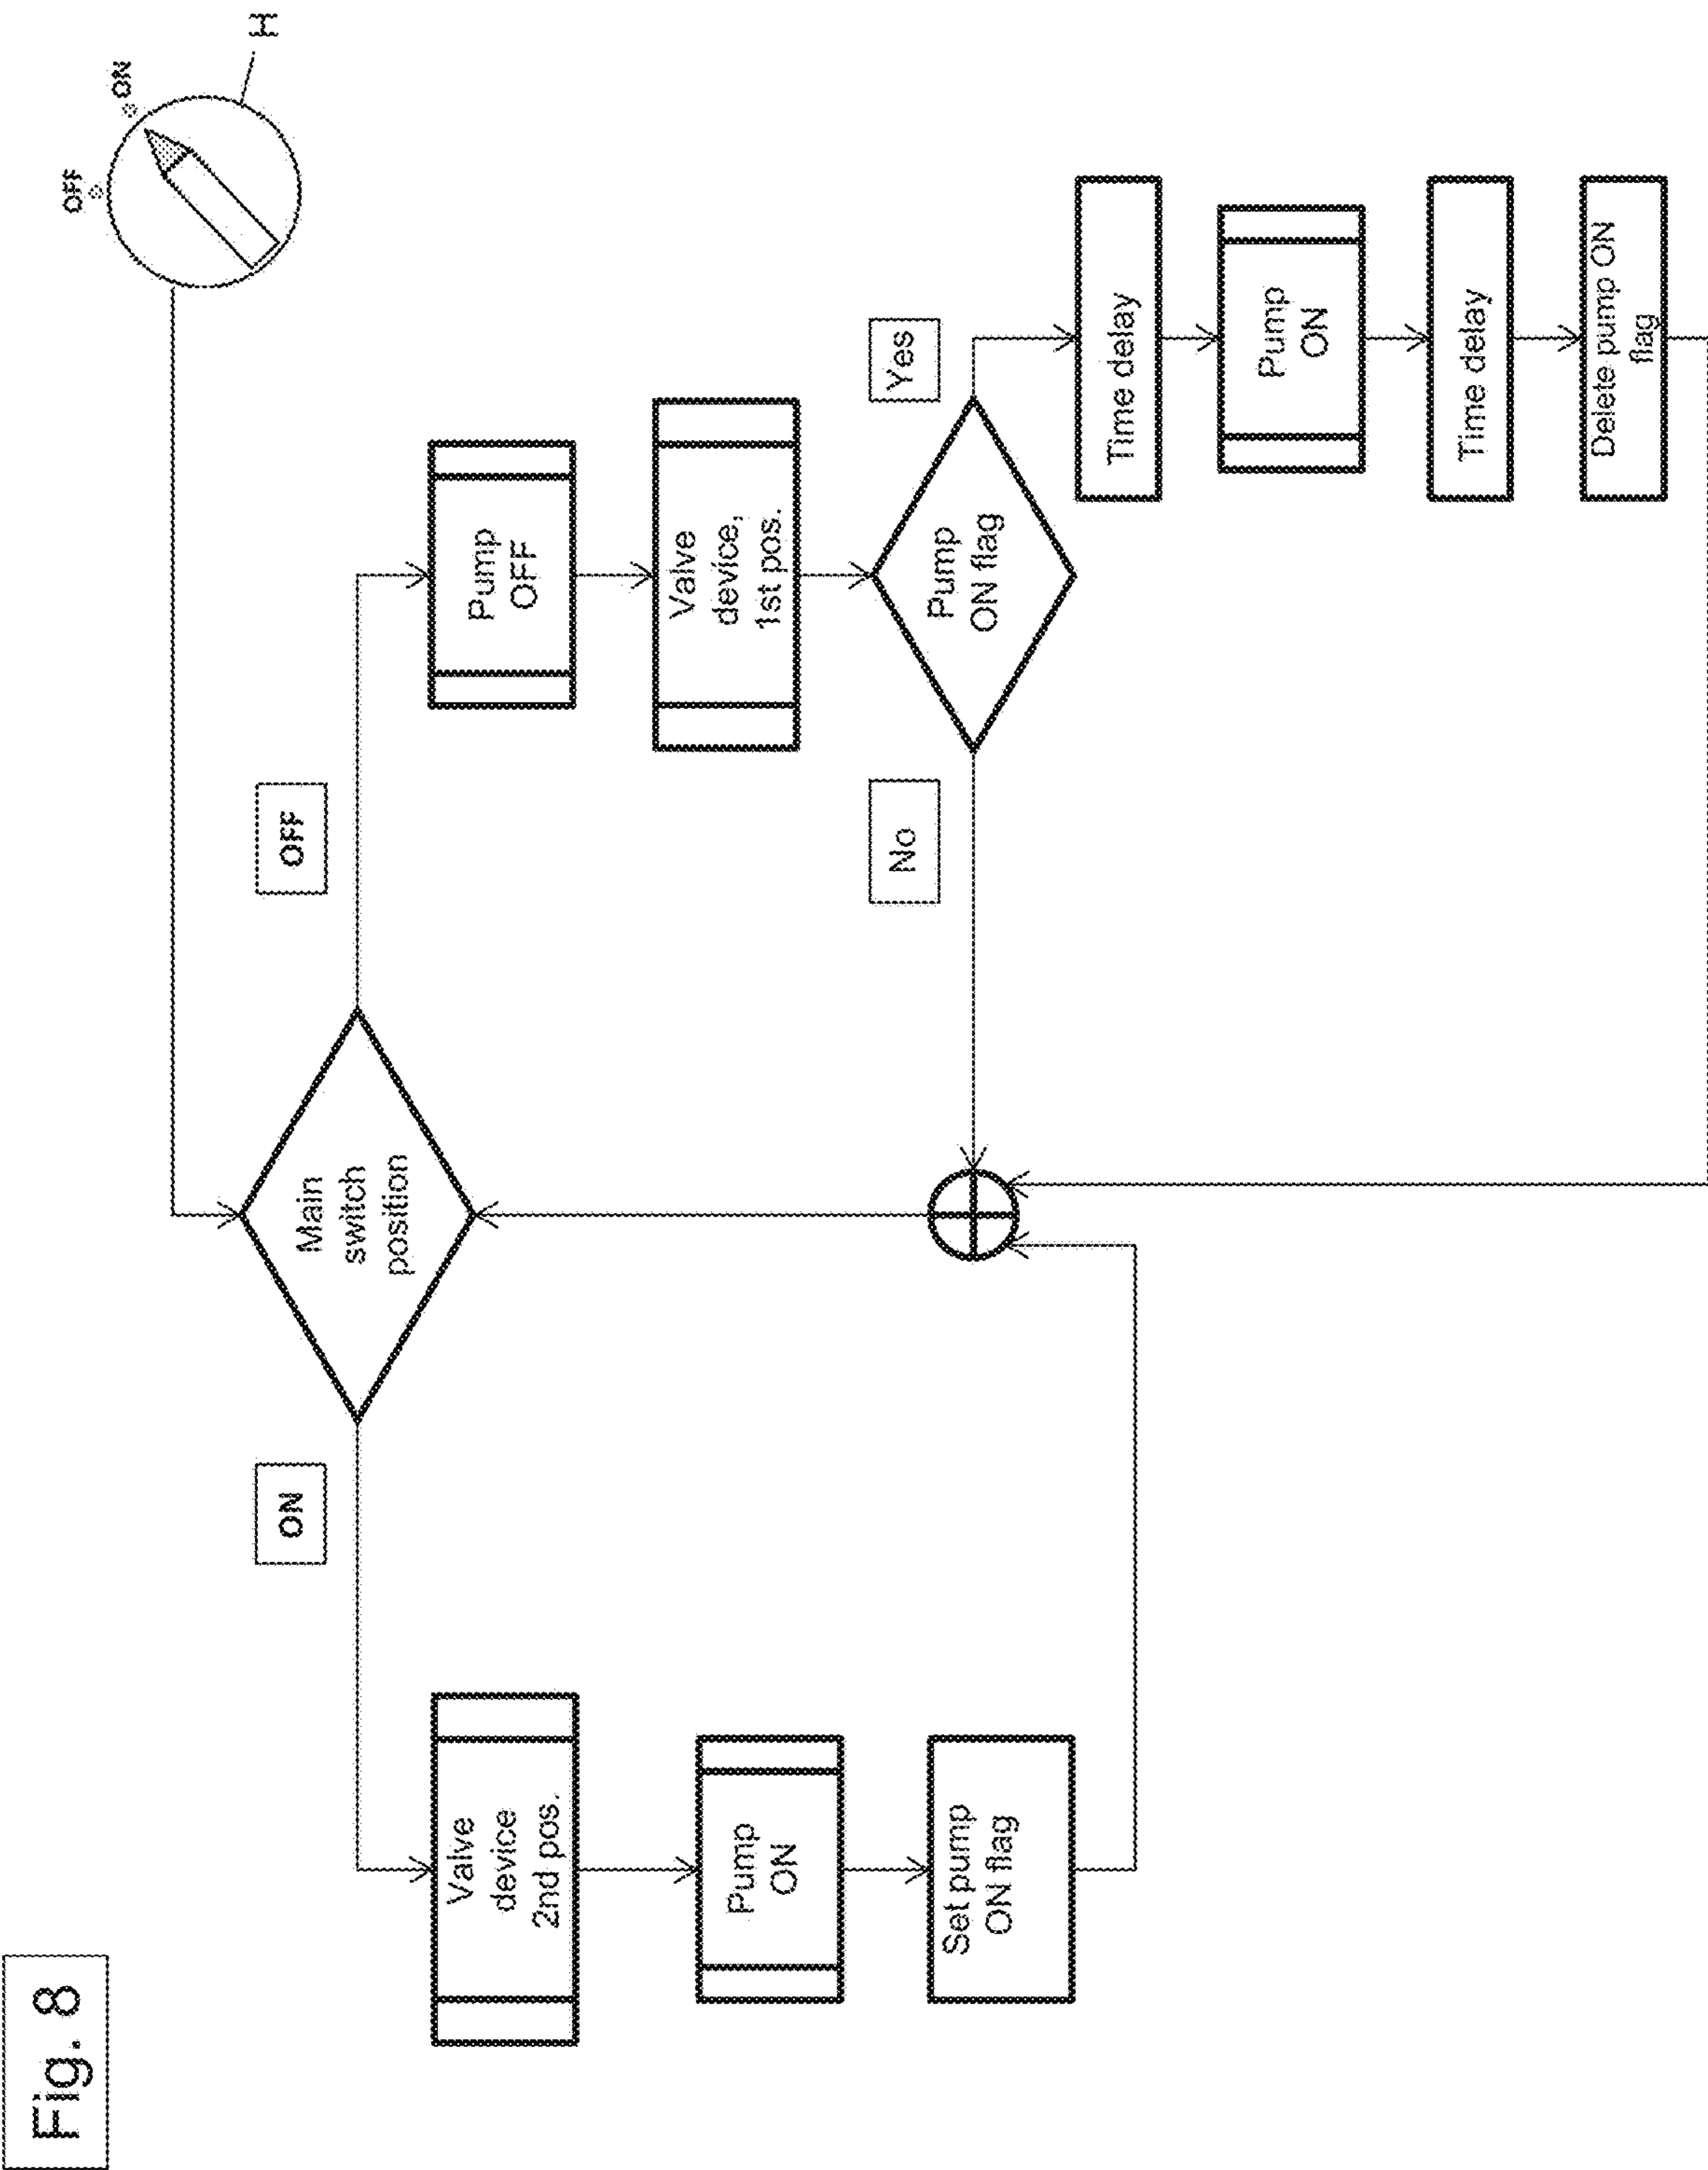 Fig. 8
OFF
ON
H
Main
switch
position
ON
OFF
Valve
device
2nd pos.
Pump
ON
Set pump
ON flag
Pump
OFF
Valve
device,
1st pos.
Pump
ON flag
No
Yes
Time delay
Pump
ON
Time delay
Delete pump ON
flag